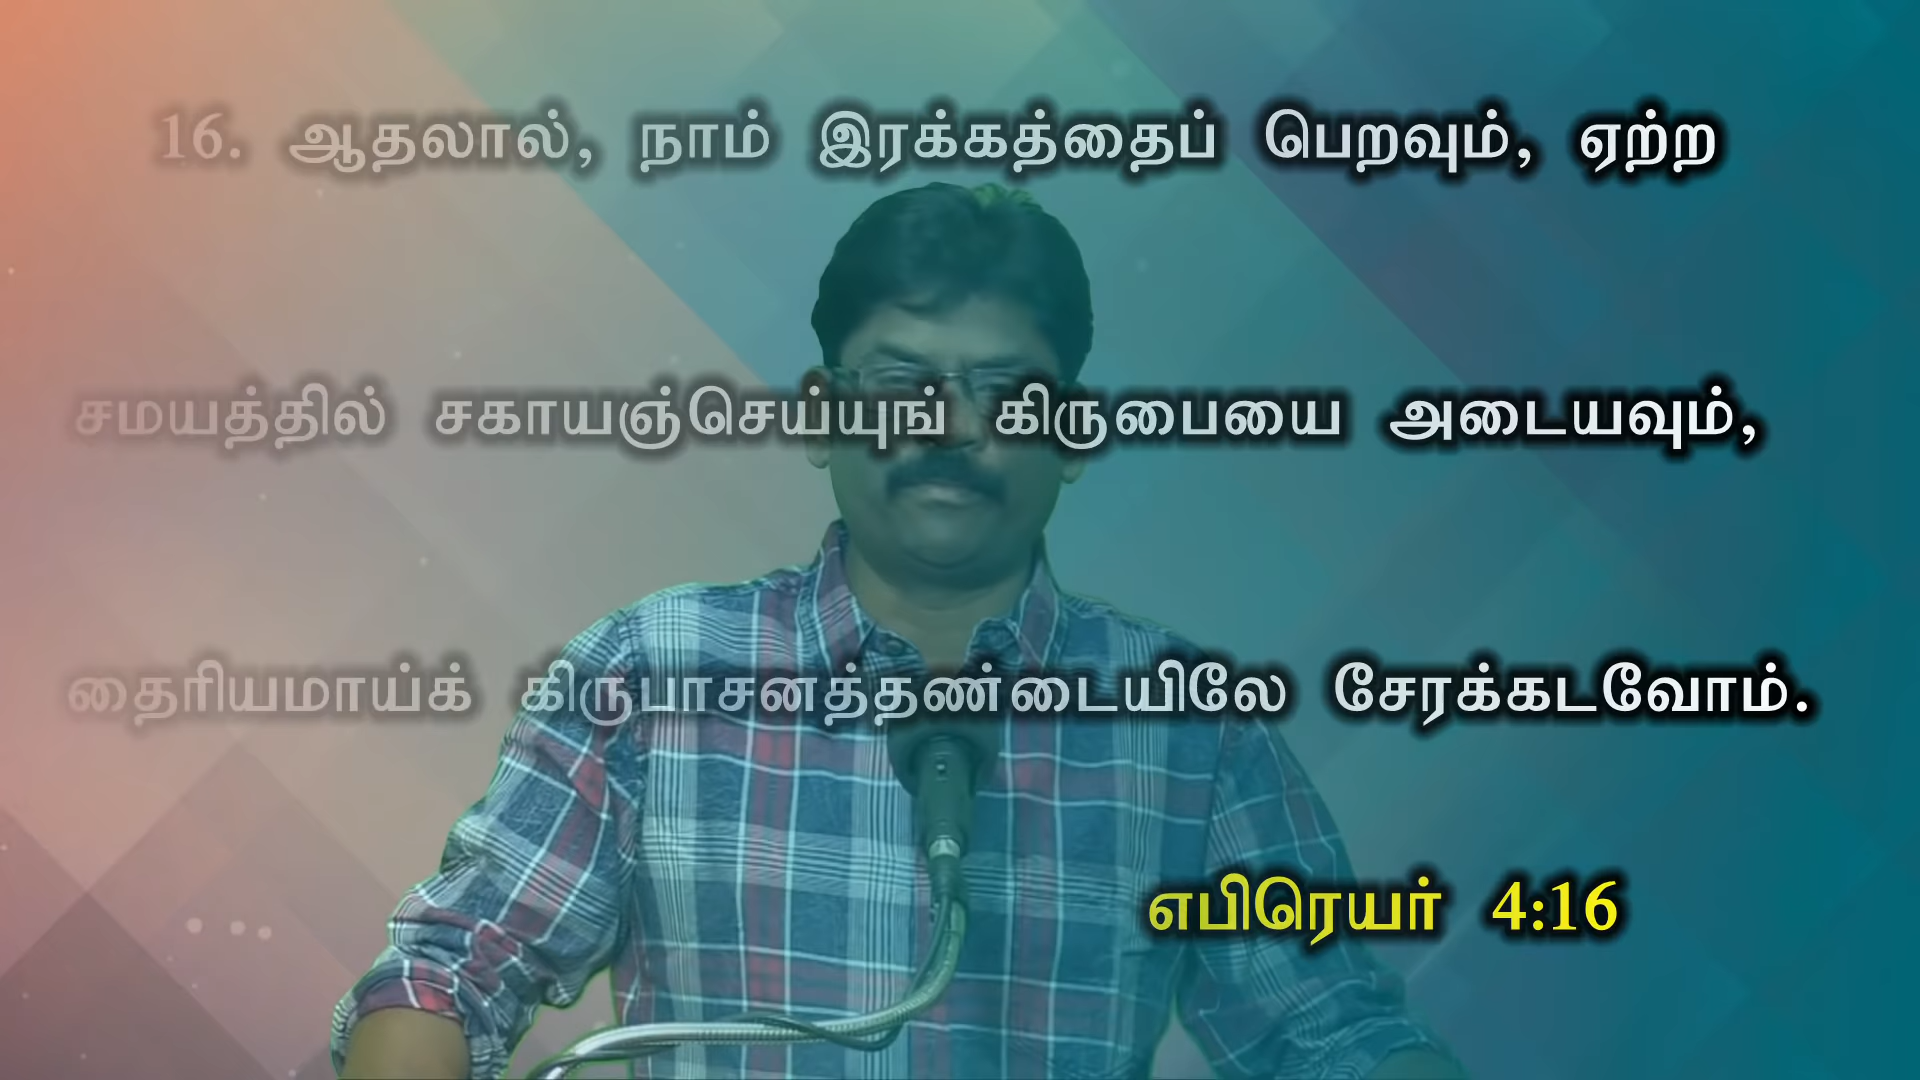 16. ஆதலால், நாம் இரக்கத்தைப் பெறவும், ஏற்ற
சமயத்தில் சகாயஞ்செய்யுங் கிருபையை அடையவும்,
தைரியமாய்க் கிருபாசனத்தண்டையிலே சேரக்கடவோம்.
எபிரெயர் 4:16